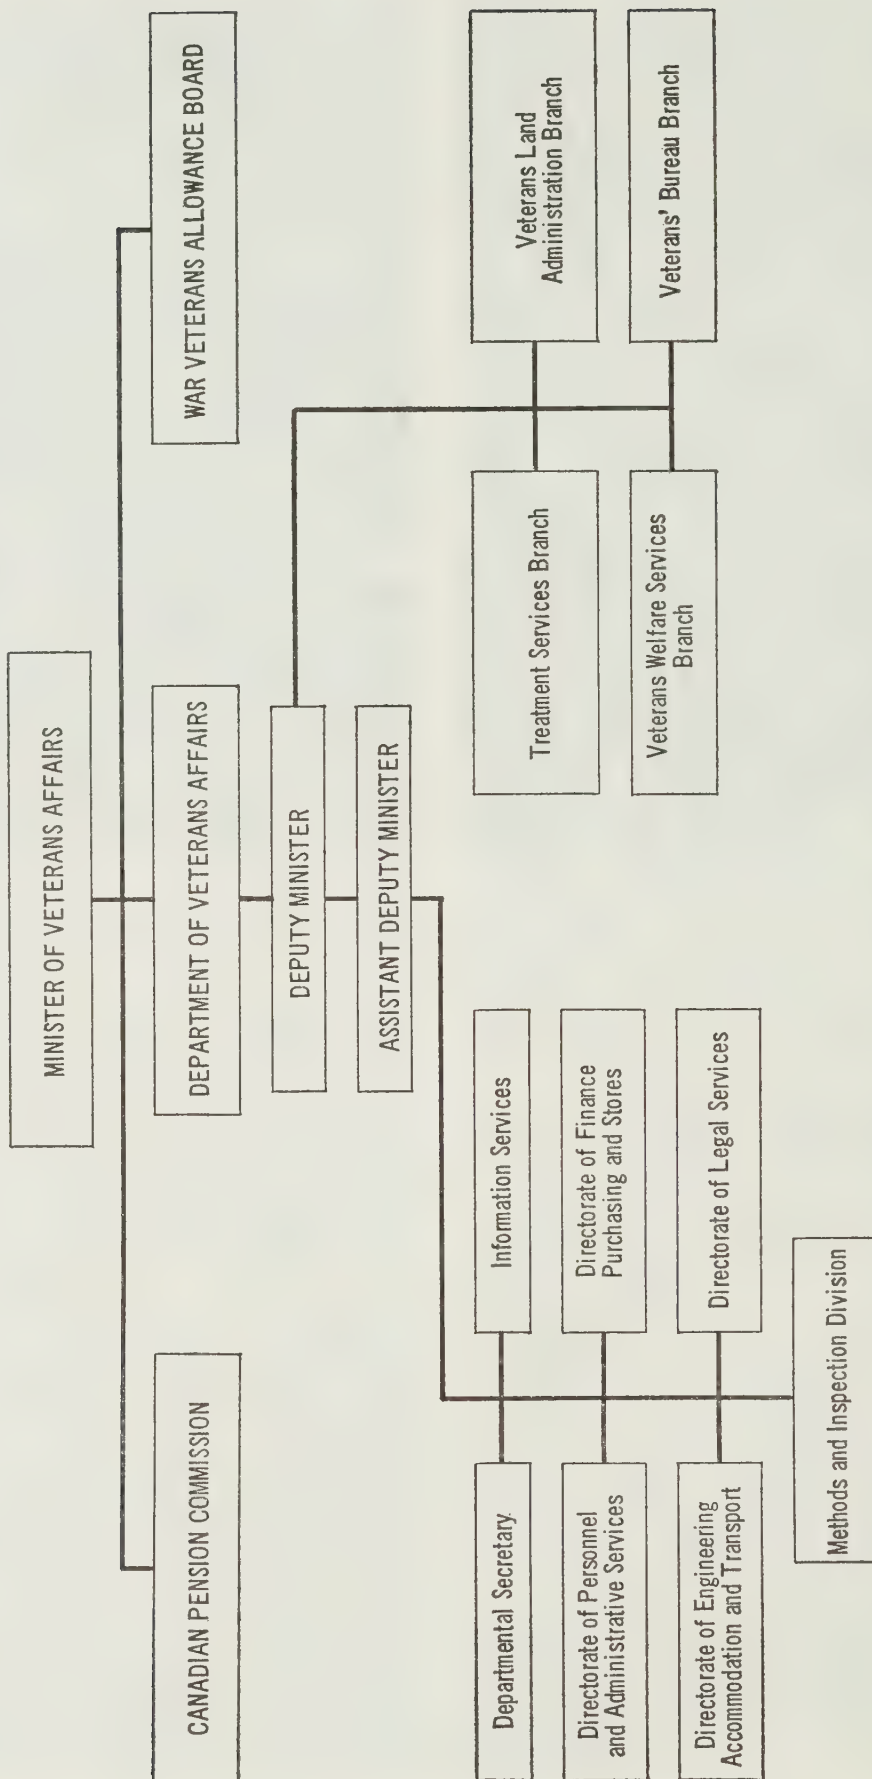 MINISTER OF VETERANS AFFAIRS
CANADIAN PENSION COMMISSION
DEPARTMENT OF VETERANS AFFAIRS
WAR VETERANS ALLOWANCE BOARD
DEPUTY MINISTER
ASSISTANT DEPUTY MINISTER
Departmental Secretary
Information Services
Directorate of Personnel
and Administrative Services
Directorate of Finance
Purchasing and Stores
Directorate of Engineering
Accommodation and Transport
Directorate of Legal Services
Methods and Inspection Division
Treatment Services Branch
Veterans Land
Administration Branch
Veterans Welfare Services
Branch
Veterans' Bureau Branch